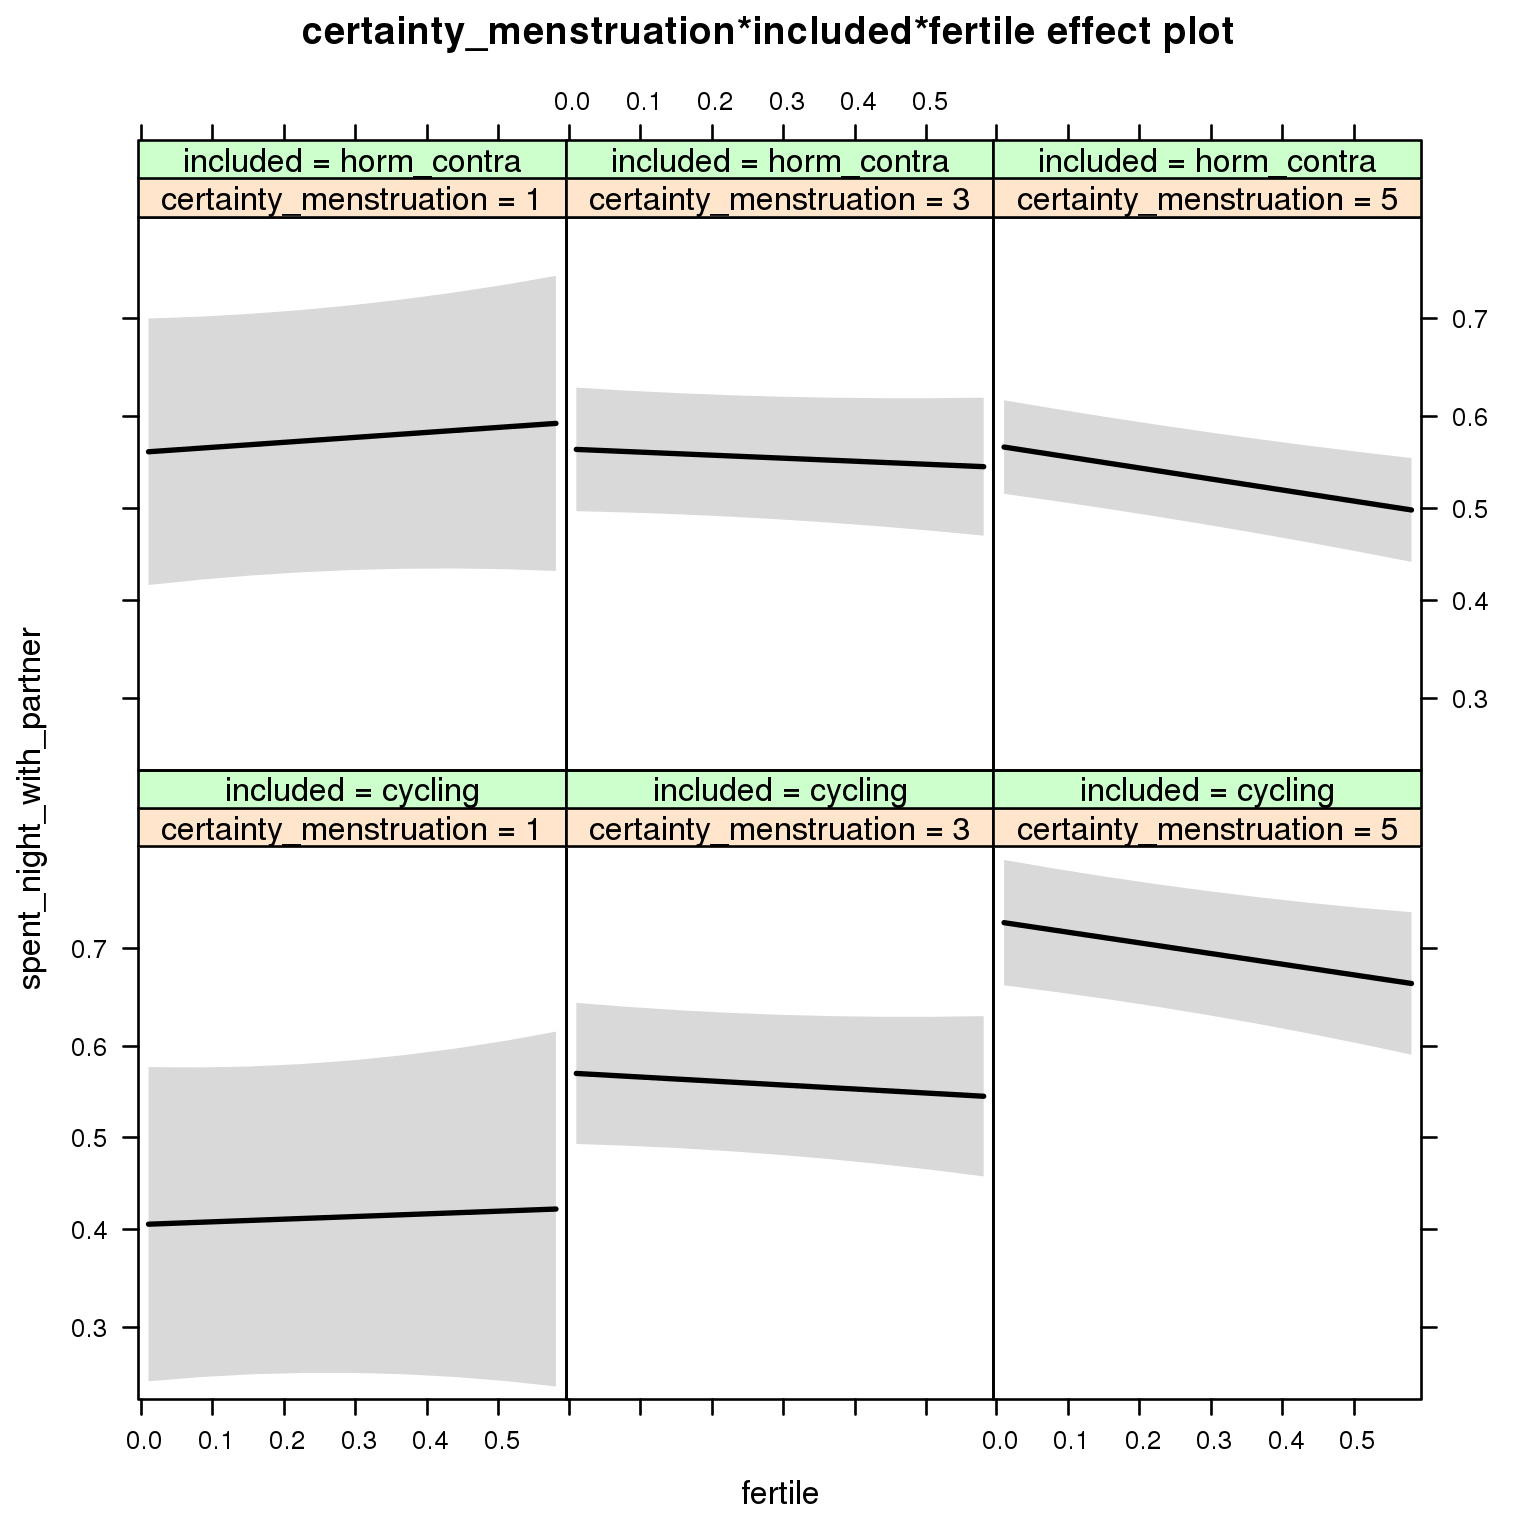 certainty_menstruation*included*fertile effect plot
0.0 0.1 0.2 0.3 0.4 0.5
included = horm_contra included = horm_contra included = horm_contra
certainty_menstruation = 1 certainty_menstruation = 3 certainty_menstruation = 5
0.7
0.6
0.5
0.4
0.3
spent_night_with_partner
included = cycling included = cycling included = cycling
certainty_menstruation = 1 certainty_menstruation = 3 certainty_menstruation = 5
0.7
0.6
0.5
0.4
0.3
0.0 0.1 0.2 0.3 0.4 0.5 0.0 0.1 0.2 0.3 0.4 0.5
fertile